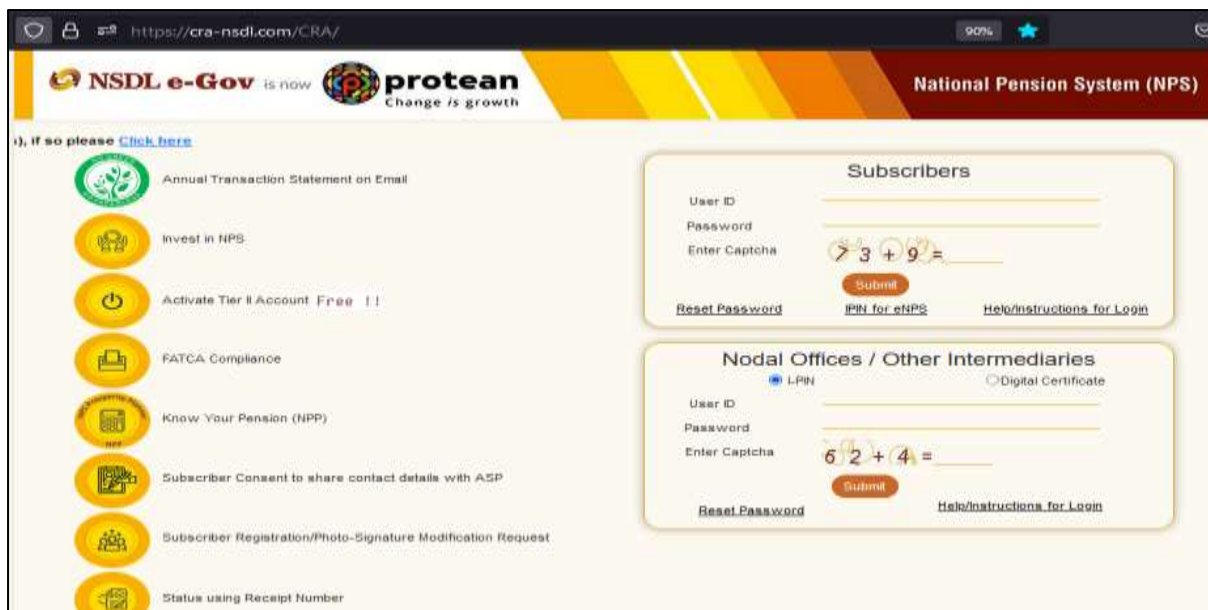 https://cra-nsdl.com/CRA/
90%
NSDL e-Gov is now protean
Change is growth
National Pension System (NPS)
), if so please Click here
Annual Transaction Statement on Email
Invest in NPS
Activate Tier II Account Free !!
FATCA Compliance
Know Your Pension (NPP)
Subscriber Consent to share contact details with ASP
Subscriber Registration/Photo-Signature Modification Request
Status using Receipt Number
Subscribers
User ID
Password
Enter Captcha 7 3 + 9 =
Submit
Reset Password IPIN for eNPS Help/Instructions for Login
Nodal Offices / Other Intermediaries
I-PIN Digital Certificate
User ID
Password
Enter Captcha 6 2 + 4 =
Submit
Reset Password Help/Instructions for Login